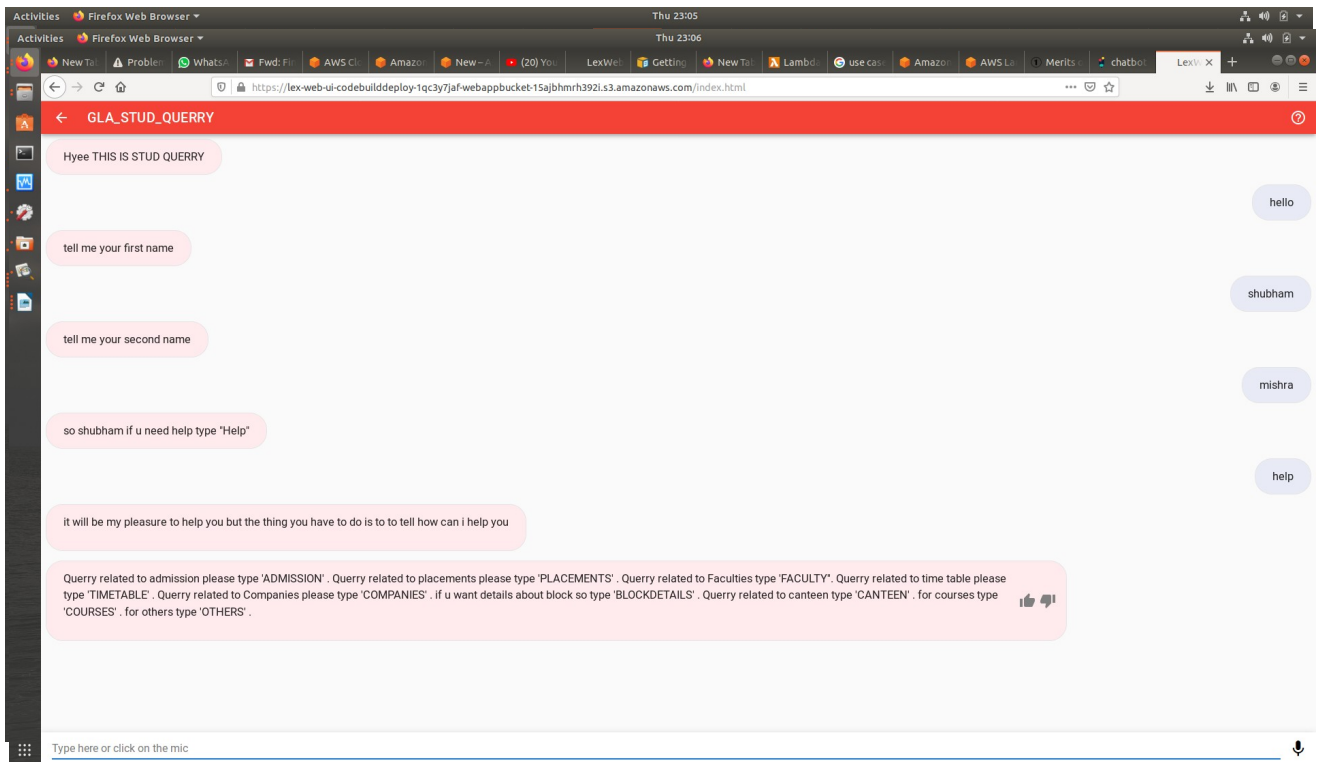 Activities Firefox Web Browser Thu 23:05
Activities Firefox Web Browser Thu 23:06
New Tab Problem WhatsA Fwd: Fin AWS Clo Amazon New – A (20) You LexWeb Getting New Tab Lambda use case Amazon AWS La Merits o chatbot LexW
https://lex-web-ui-codebuilddeploy-1qc3y7jaf-webappbucket-15ajbhmrh392i.s3.amazonaws.com/index.html
GLA_STUD_QUERRY
Hyee THIS IS STUD QUERRY
hello
tell me your first name
shubham
tell me your second name
mishra
so shubham if u need help type "Help"
help
it will be my pleasure to help you but the thing you have to do is to to tell how can i help you
Querry related to admission please type 'ADMISSION' . Querry related to placements please type 'PLACEMENTS' . Querry related to Faculties type 'FACULTY". Querry related to time table please
type 'TIMETABLE' . Querry related to Companies please type 'COMPANIES' . if u want details about block so type 'BLOCKDETAILS' . Querry related to canteen type 'CANTEEN' . for courses type
'COURSES' . for others type 'OTHERS' .
Type here or click on the mic